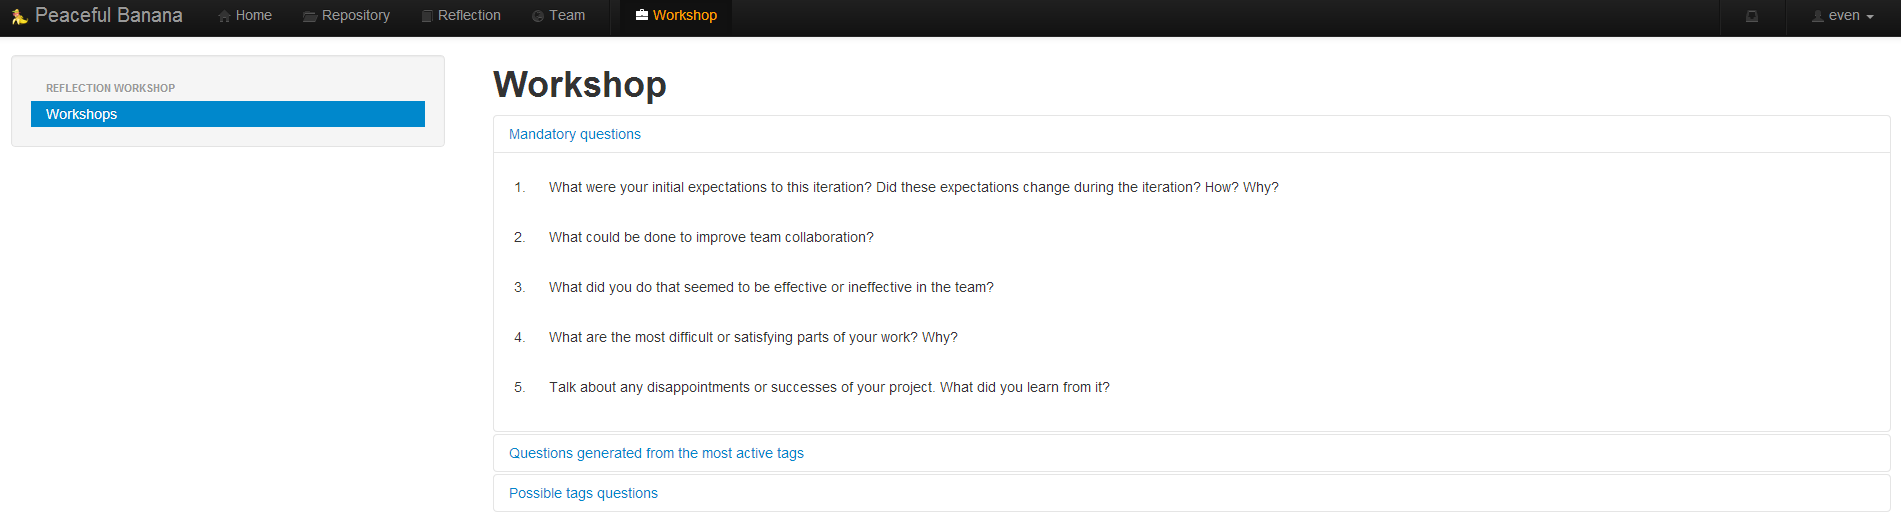 Peaceful Banana Home Repository Reflection Team Workshop even
REFLECTION WORKSHOP
Workshops
Workshop
Mandatory questions
1. What were your initial expectations to this iteration? Did these expectations change during the iteration? How? Why?
2. What could be done to improve team collaboration?
3. What did you do that seemed to be effective or ineffective in the team?
4. What are the most difficult or satisfying parts of your work? Why?
5. Talk about any disappointments or successes of your project. What did you learn from it?
Questions generated from the most active tags
Possible tags questions